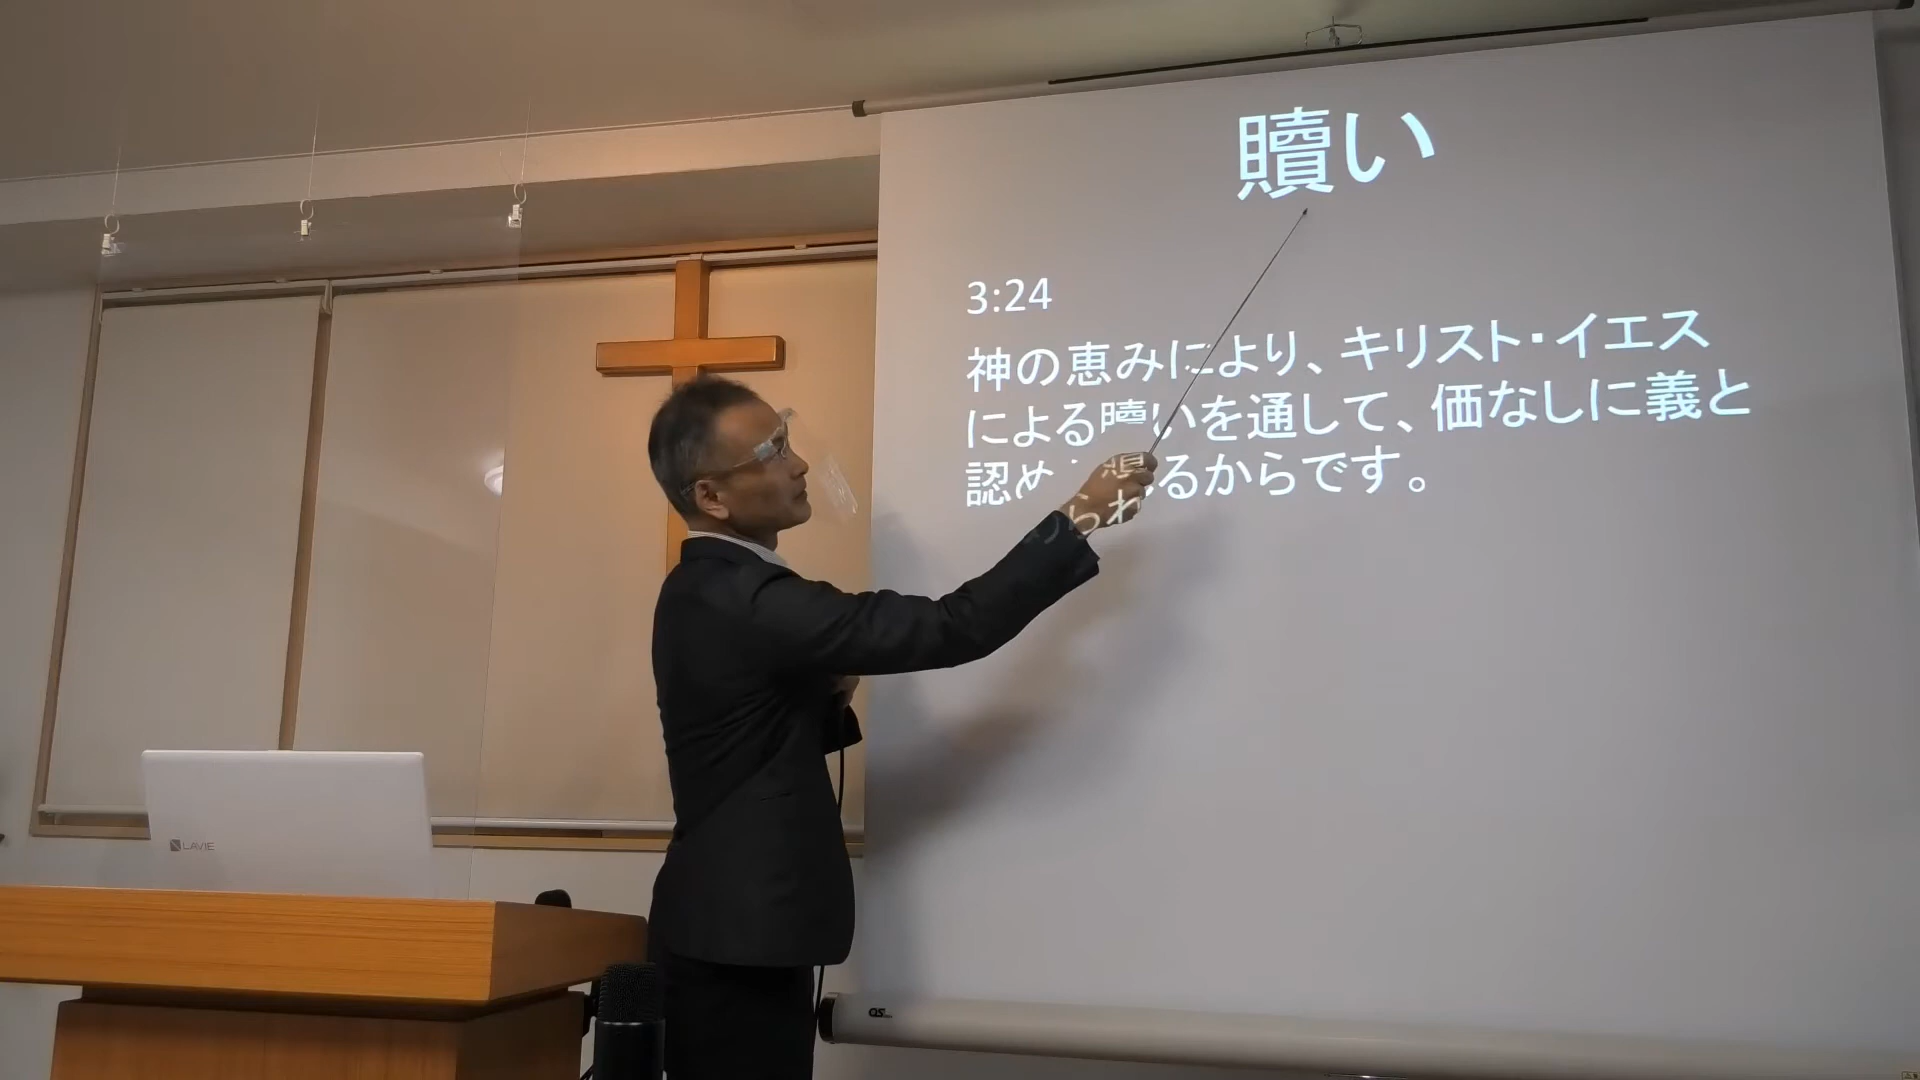 贖い
3:24
神の恵みにより、キリスト・イエス
による贖いを通して、価なしに義と
認められるからです。
LAVIE